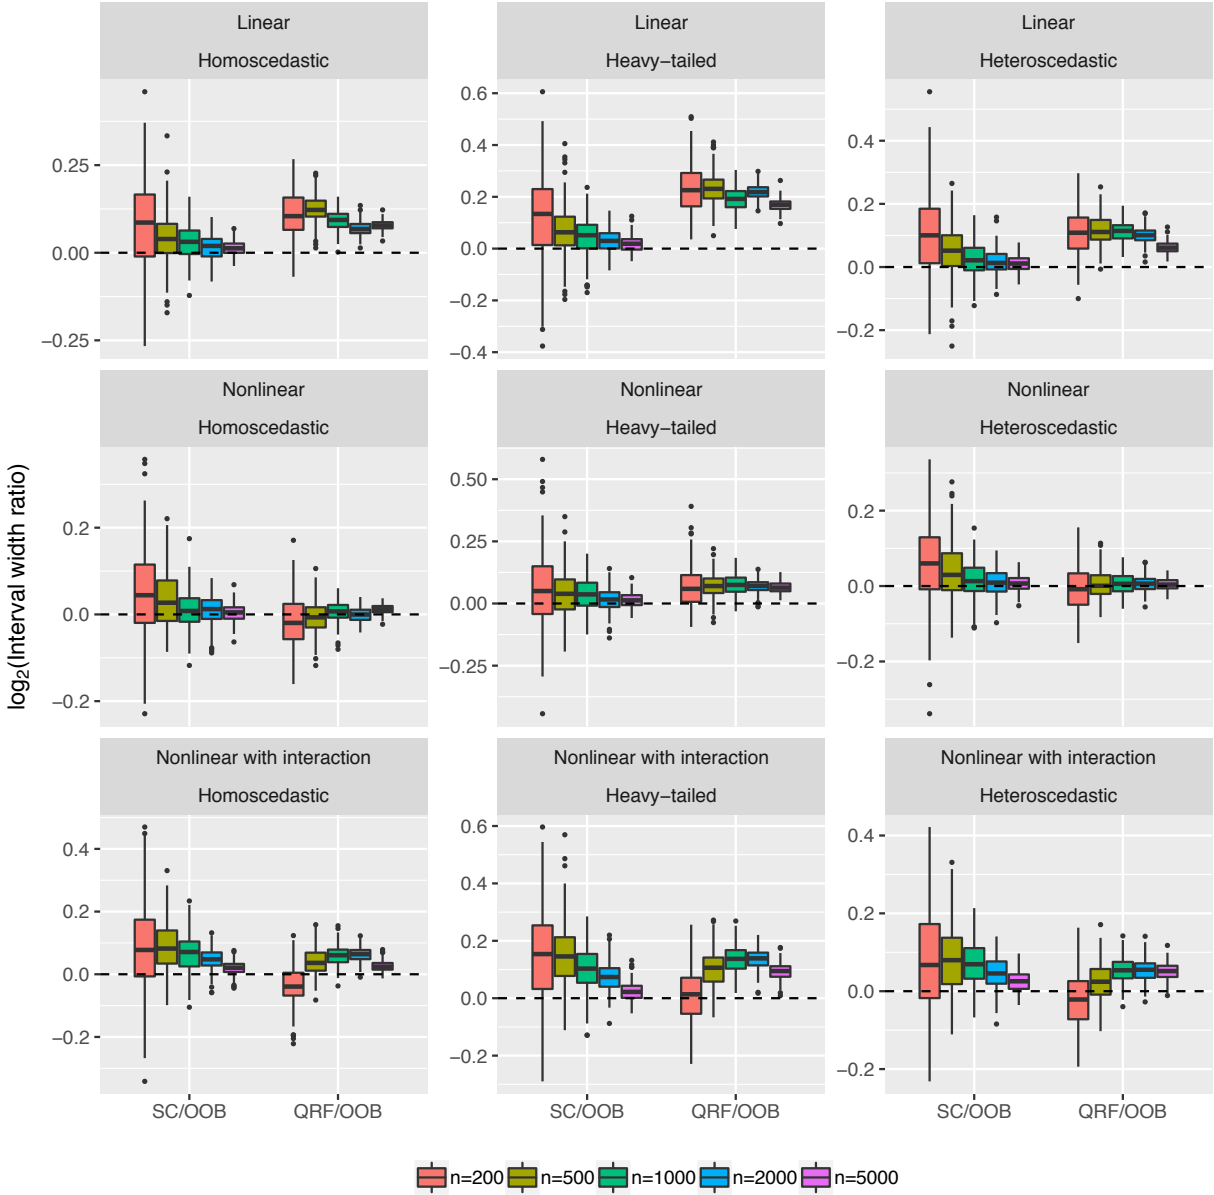 Linear
Homoscedastic
Linear
Heavy−tailed
Linear
Heteroscedastic
0.25
0.00
−0.25
0.6
0.4
0.2
0.0
−0.2
−0.4
0.4
0.2
0.0
−0.2
Nonlinear
Homoscedastic
Nonlinear
Heavy−tailed
Nonlinear
Heteroscedastic
0.2
0.0
−0.2
0.50
0.25
0.00
−0.25
0.2
0.0
−0.2
log₂(Interval width ratio)
Nonlinear with interaction
Homoscedastic
Nonlinear with interaction
Heavy−tailed
Nonlinear with interaction
Heteroscedastic
0.4
0.2
0.0
−0.2
0.6
0.4
0.2
0.0
−0.2
0.4
0.2
0.0
−0.2
SC/OOB QRF/OOB
SC/OOB QRF/OOB
SC/OOB QRF/OOB
n=200 n=500 n=1000 n=2000 n=5000